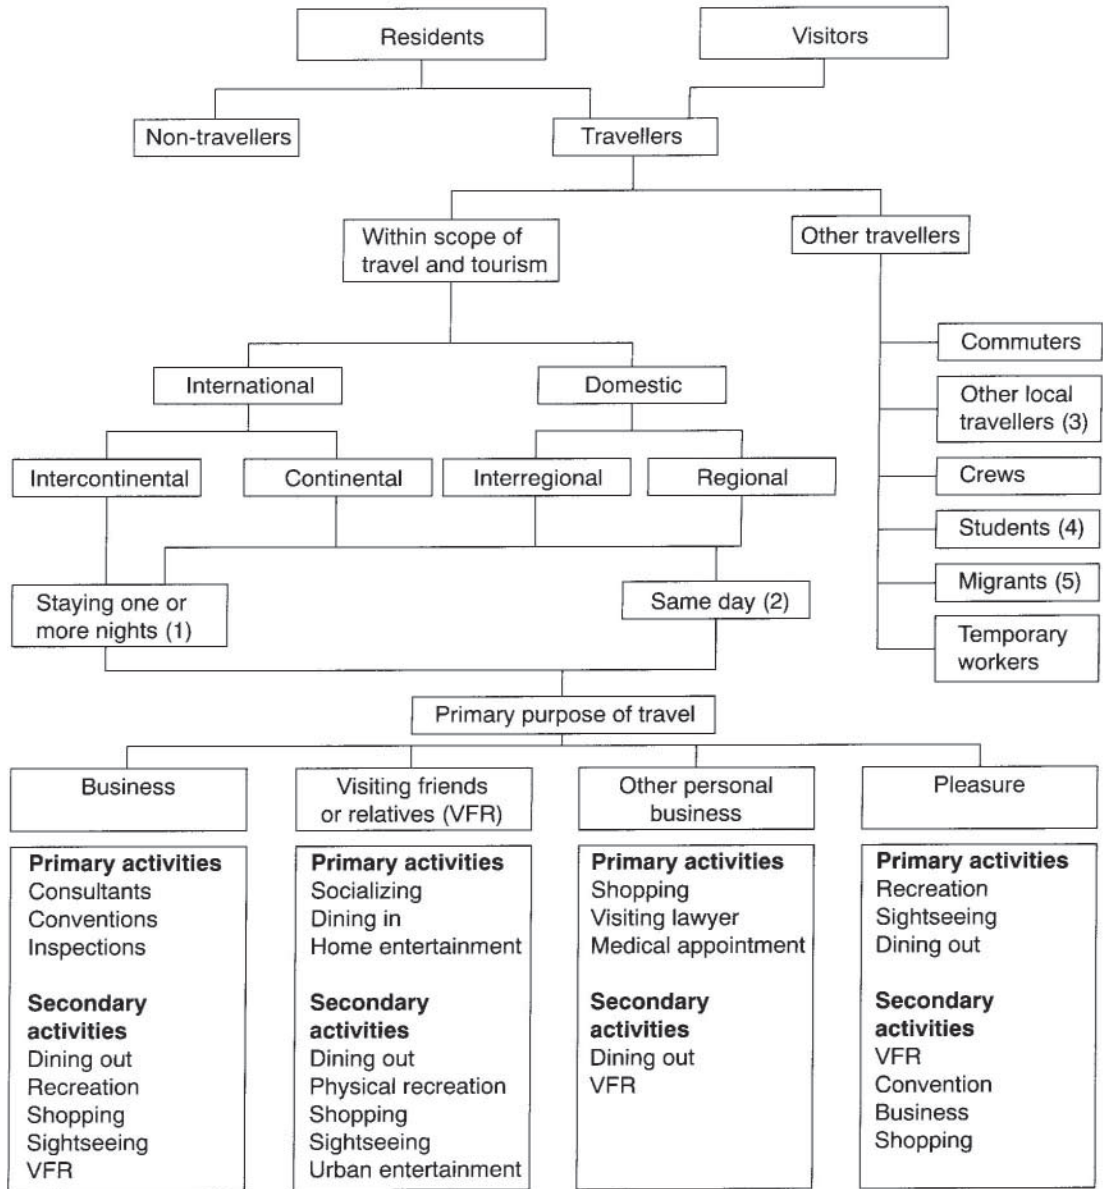 Residents
Visitors
Non-travellers
Travellers
Within scope of
travel and tourism
Other travellers
International
Domestic
Intercontinental
Continental
Interregional
Regional
Staying one or
more nights (1)
Same day (2)
Commuters
Other local
travellers (3)
Crews
Students (4)
Migrants (5)
Temporary
workers
Primary purpose of travel
Business
Primary activities
Consultants
Conventions
Inspections
Secondary
activities
Dining out
Recreation
Shopping
Sightseeing
VFR
Visiting friends
or relatives (VFR)
Primary activities
Socializing
Dining in
Home entertainment
Secondary
activities
Dining out
Physical recreation
Shopping
Sightseeing
Urban entertainment
Other personal
business
Primary activities
Shopping
Visiting lawyer
Medical appointment
Secondary
activities
Dining out
VFR
Pleasure
Primary activities
Recreation
Sightseeing
Dining out
Secondary
activities
VFR
Convention
Business
Shopping